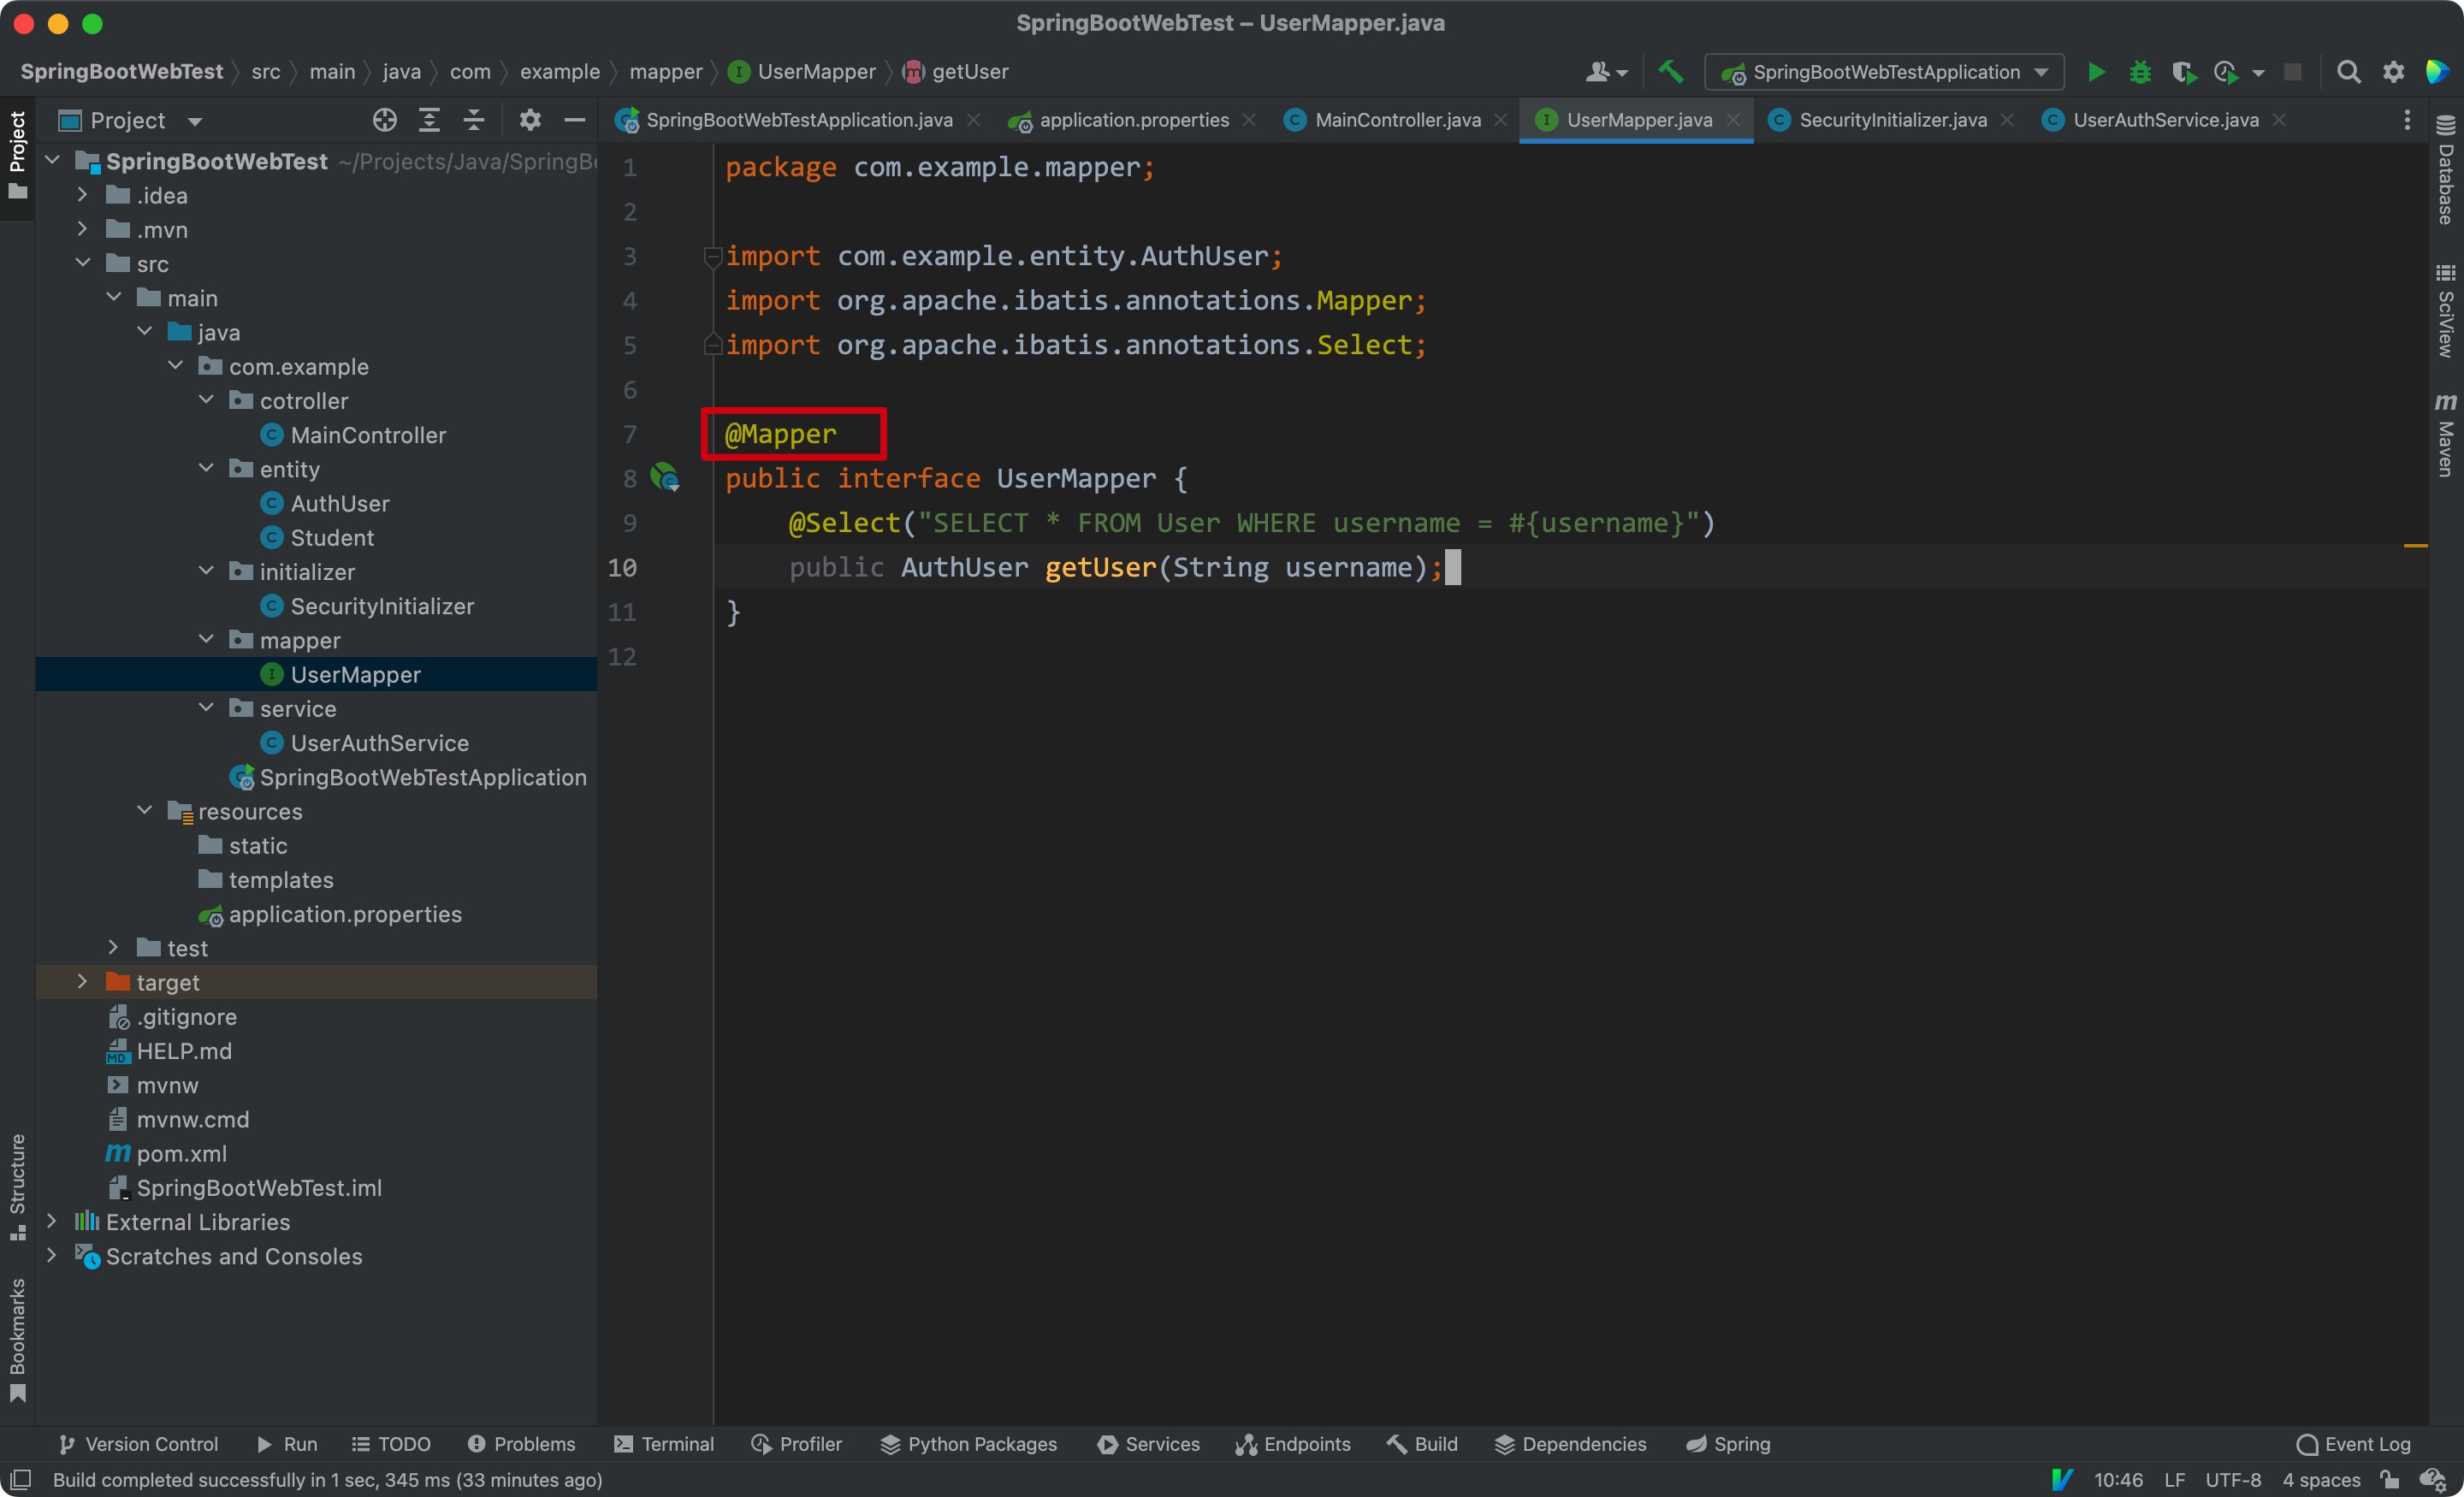 SpringBootWebTest – UserMapper.java
SpringBootWebTest src main java com example mapper UserMapper getUser
SpringBootWebTestApplication
Project
SpringBootWebTestApplication.java application.properties MainController.java UserMapper.java SecurityInitializer.java UserAuthService.java
Project
SpringBootWebTest ~/Projects/Java/SpringB
.idea
.mvn
src
main
java
com.example
cotroller
MainController
entity
AuthUser
Student
initializer
SecurityInitializer
mapper
UserMapper
service
UserAuthService
SpringBootWebTestApplication
resources
static
templates
application.properties
test
target
.gitignore
HELP.md
mvnw
mvnw.cmd
pom.xml
SpringBootWebTest.iml
External Libraries
Scratches and Consoles
Structure
Bookmarks
1 package com.example.mapper;
2
3 import com.example.entity.AuthUser;
4 import org.apache.ibatis.annotations.Mapper;
5 import org.apache.ibatis.annotations.Select;
6
7 @Mapper
8 public interface UserMapper {
9 @Select("SELECT * FROM User WHERE username = #{username}")
10 public AuthUser getUser(String username);
11 }
12
Database
SciView
Maven
Version Control Run TODO Problems Terminal Profiler Python Packages Services Endpoints Build Dependencies Spring Event Log
Build completed successfully in 1 sec, 345 ms (33 minutes ago) 10:46 LF UTF-8 4 spaces